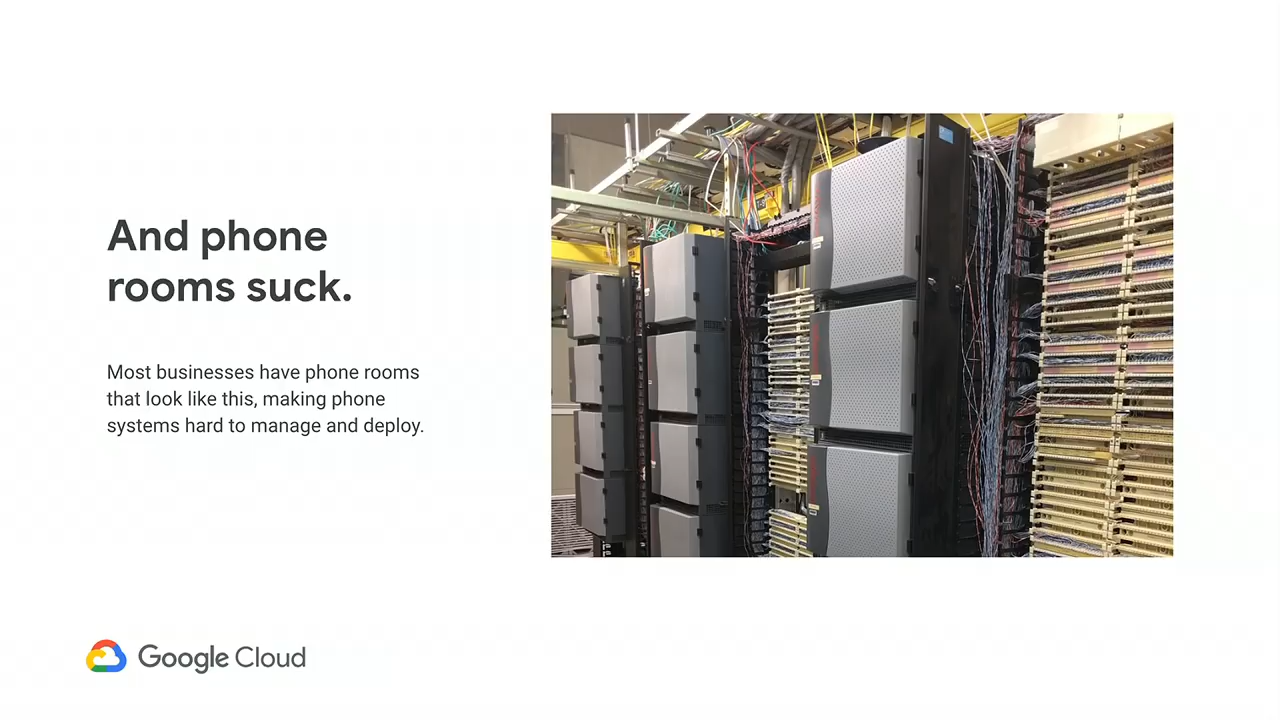 And phone
rooms suck.
Most businesses have phone rooms
that look like this, making phone
systems hard to manage and deploy.
Google Cloud